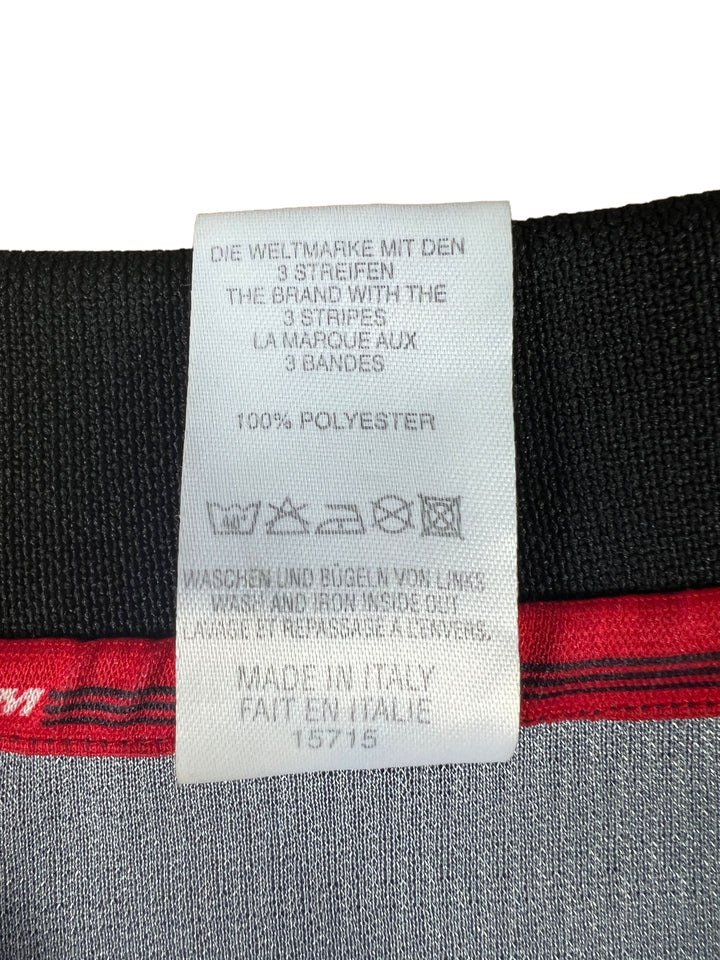 DIE WELTMARKE MIT DEN
3 STREIFEN
THE BRAND WITH THE
3 STRIPES
LA MARQUE AUX
3 BANDES
100% POLYESTER
40°
WASCHEN UND BÜGELN VON LINKS
WASH AND IRON INSIDE OUT
LAVAGE ET REPASSAGE A L'ENVERS.
MADE IN ITALY
FAIT EN ITALIE
15715